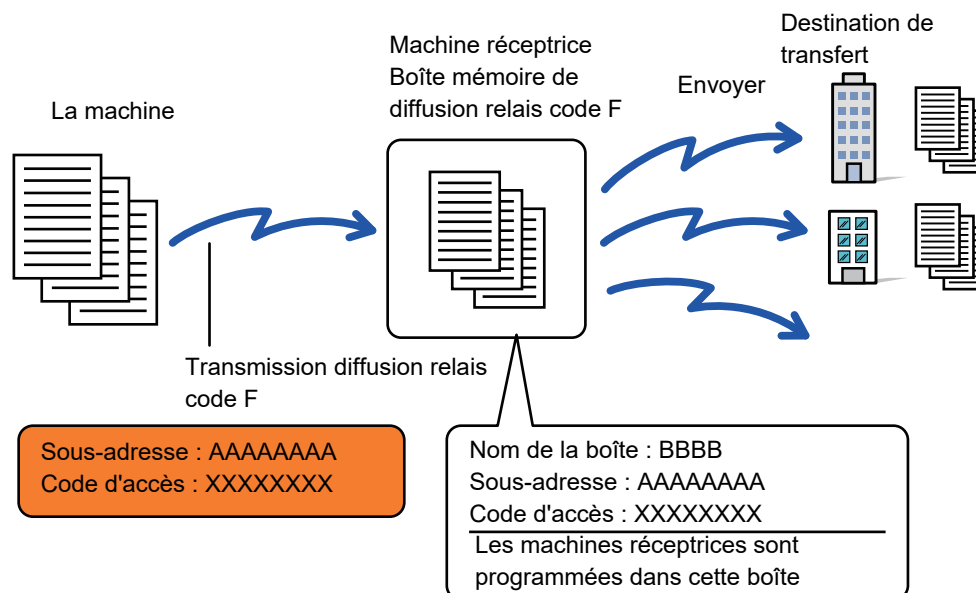 La machine
Machine réceptrice
Boîte mémoire de
diffusion relais code F
Envoyer
Destination de
transfert
Transmission diffusion relais
code F
Sous-adresse : AAAAAAAA
Code d'accès : XXXXXXXX
Nom de la boîte : BBBB
Sous-adresse : AAAAAAAA
Code d'accès : XXXXXXXX
Les machines réceptrices sont
programmées dans cette boîte